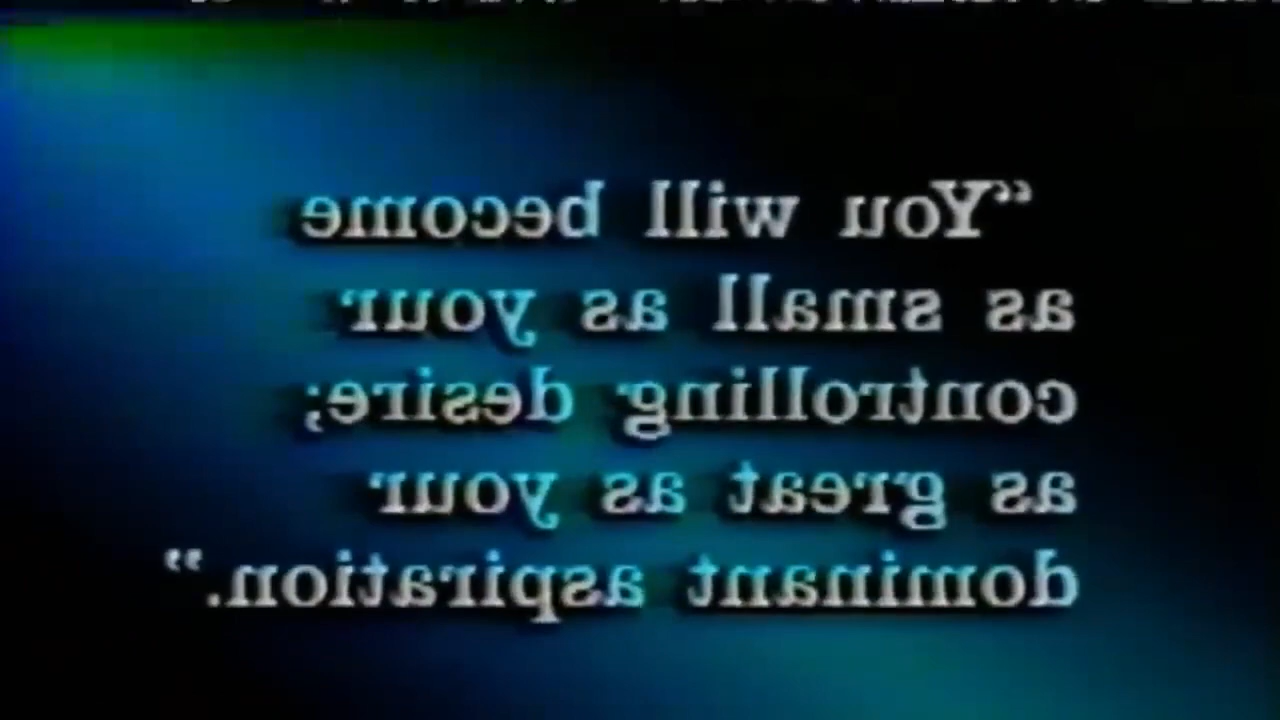 “You will become
as small as your
controlling desire;
as great as your
dominant aspiration.”